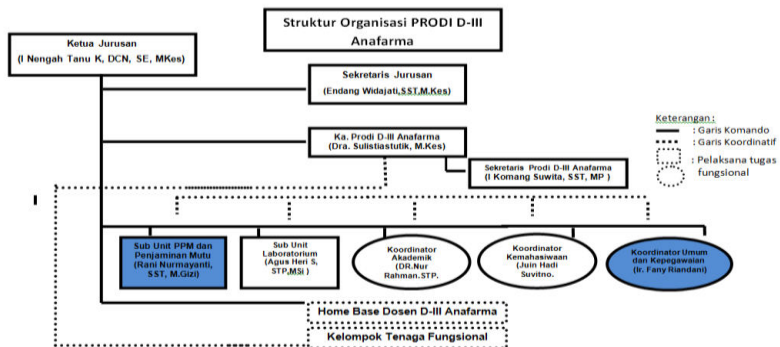 Struktur Organisasi PRODI D-III
Anafarma
Ketua Jurusan
(I Nengah Tanu K, DCN, SE, MKes)
Sekretaris Jurusan
(Endang Widajati,SST,M.Kes)
Ka. Prodi D-III Anafarma
(Dra. Sulistiastutik, M.Kes)
Sekretaris Prodi D-III Anafarma
(I Komang Suwita, SST, MP )
Keterangan :
: Garis Komando
: Garis Koordinatif
: Pelaksana tugas
fungsional
Sub Unit PPM dan
Penjaminan Mutu
(Rani Nurmayanti,
SST, M.Gizi)
Sub Unit
Laboratorium
(Agus Heri S,
STP,MSi )
Koordinator
Akademik
(DR.Nur
Rahman.STP.
Koordinator
Kemahasiwaan
(Juin Hadi
Suvitno.
Koordinator Umum
dan Kepegawaian
(Ir. Fany Riandani)
Home Base Dosen D-III Anafarma
Kelompok Tenaga Fungsional